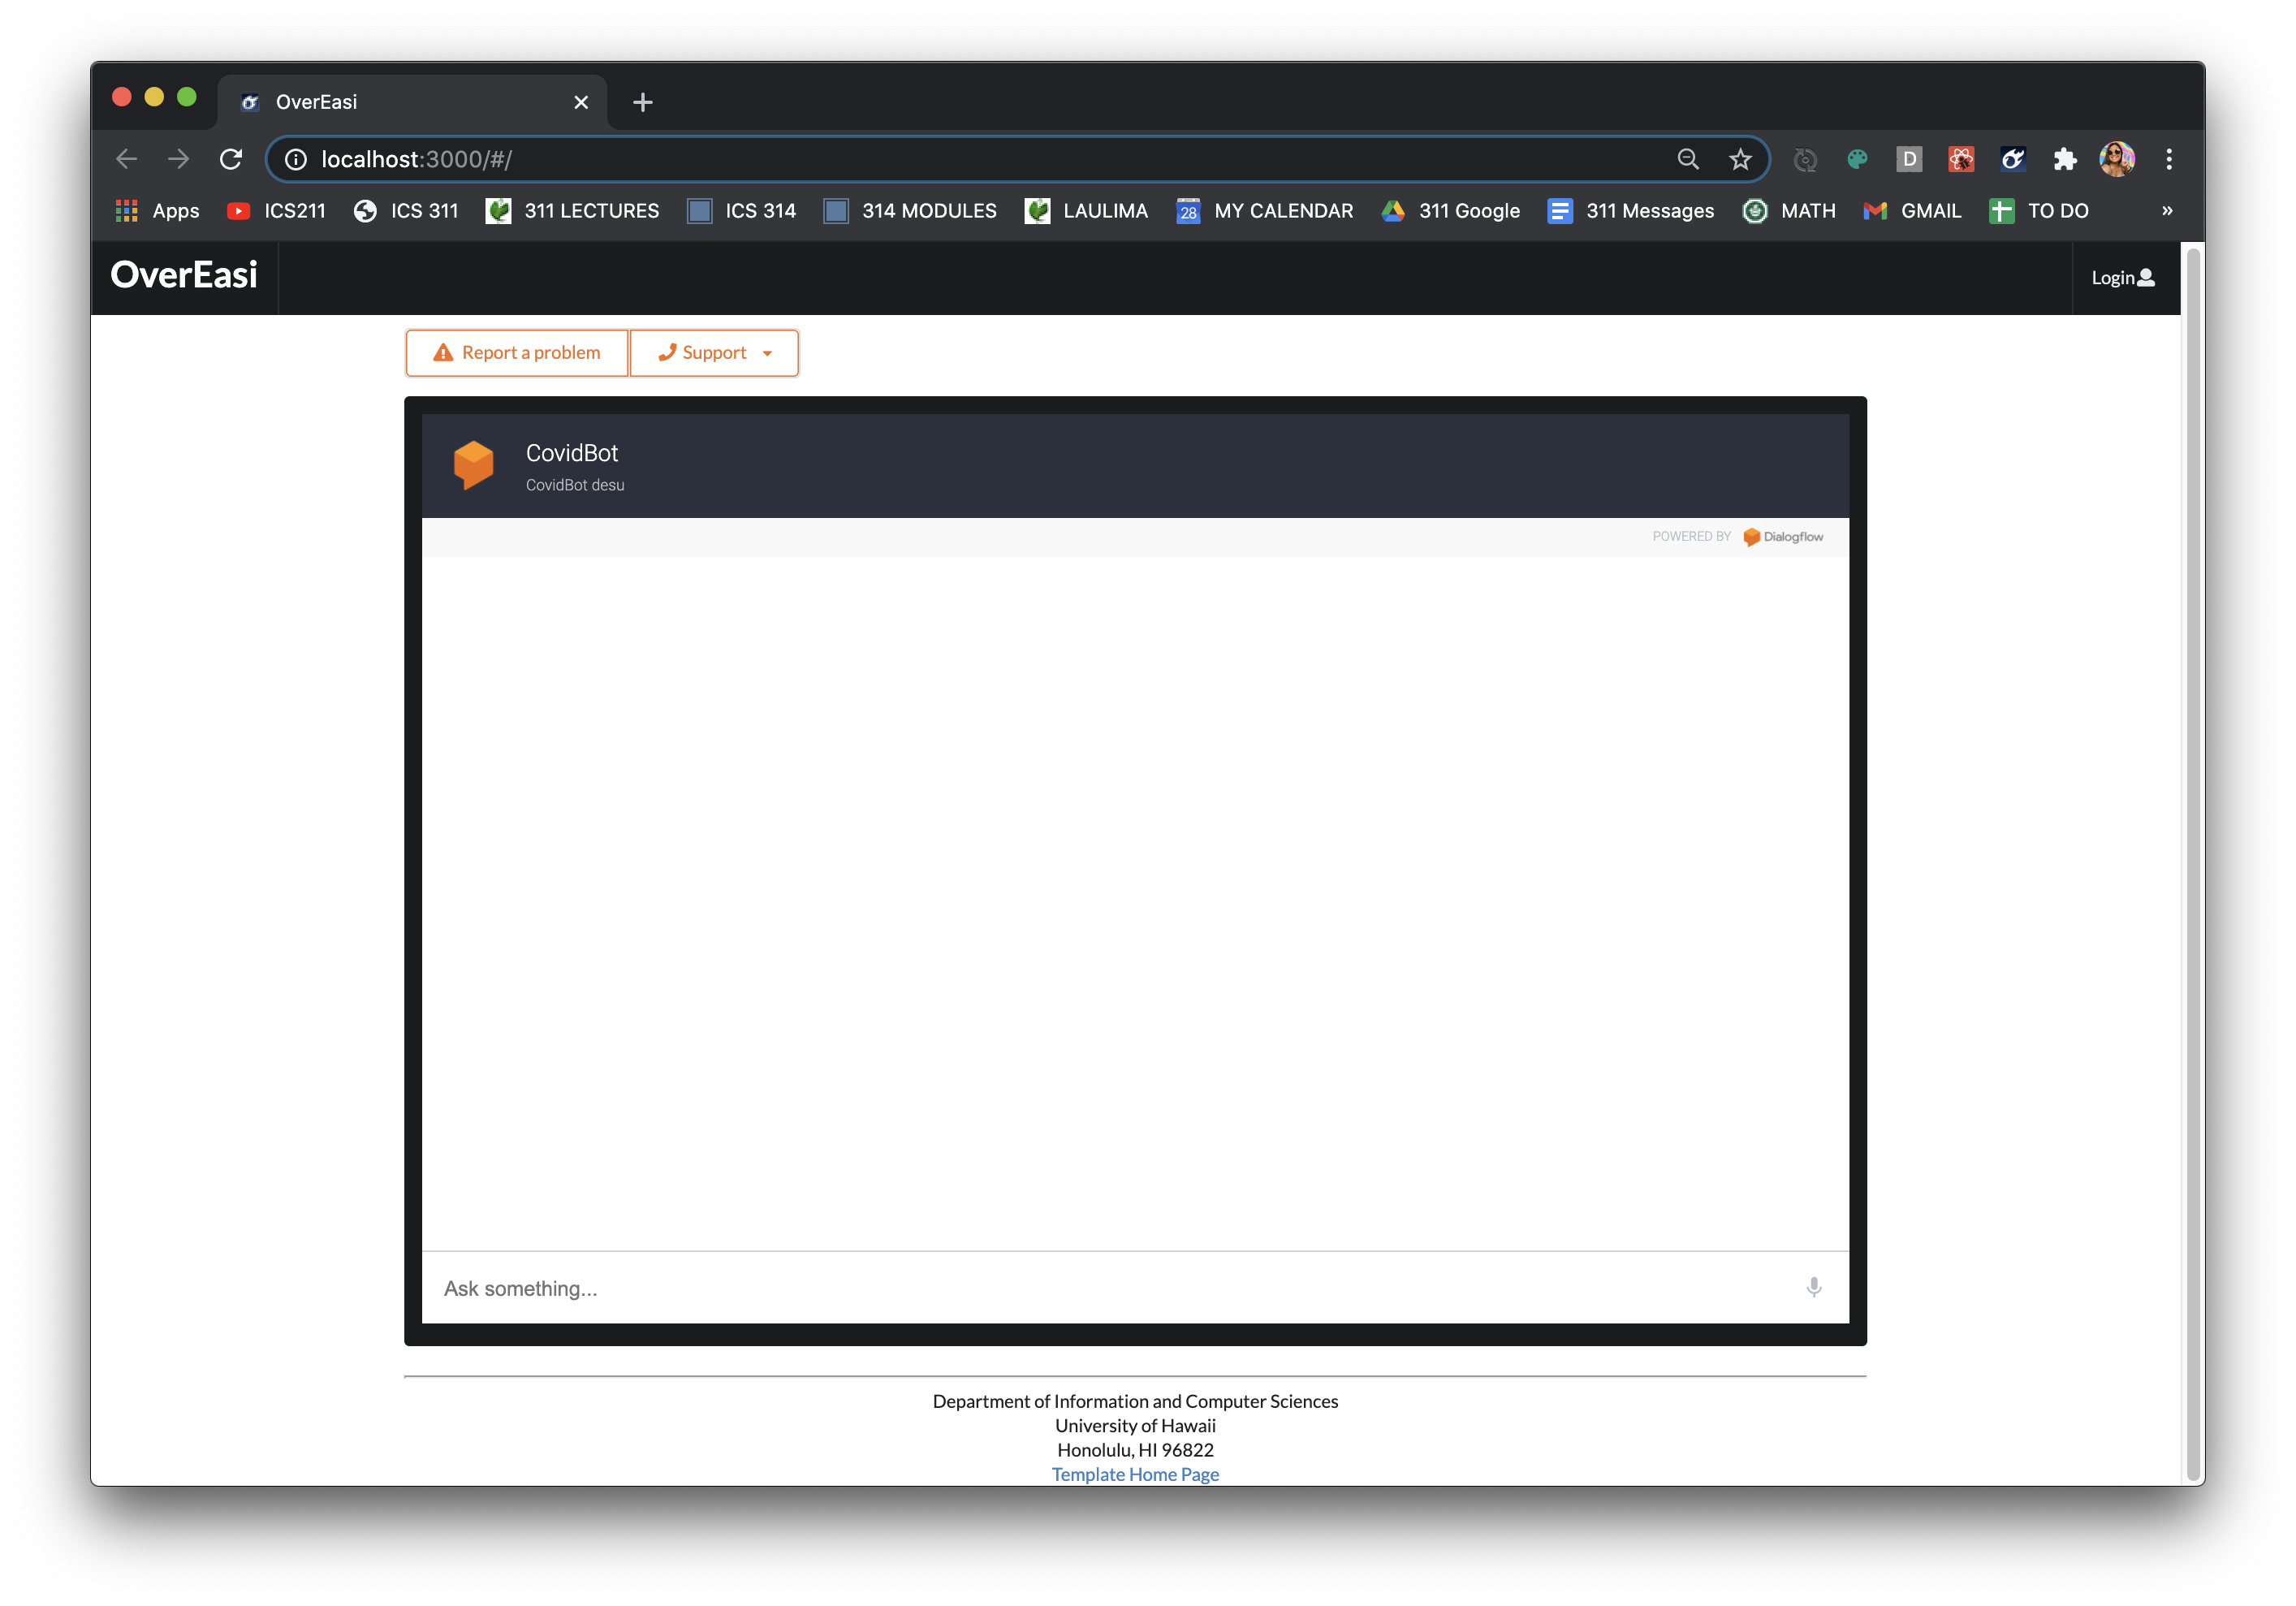 OverEasi
localhost:3000/#/
D
Apps ICS211 ICS 311 311 LECTURES ICS 314 314 MODULES LAULIMA 28 MY CALENDAR 311 Google 311 Messages MATH GMAIL TO DO »
OverEasi Login
Report a problem Support
CovidBot
CovidBot desu
POWERED BY Dialogflow
Ask something...
Department of Information and Computer Sciences
University of Hawaii
Honolulu, HI 96822
Template Home Page